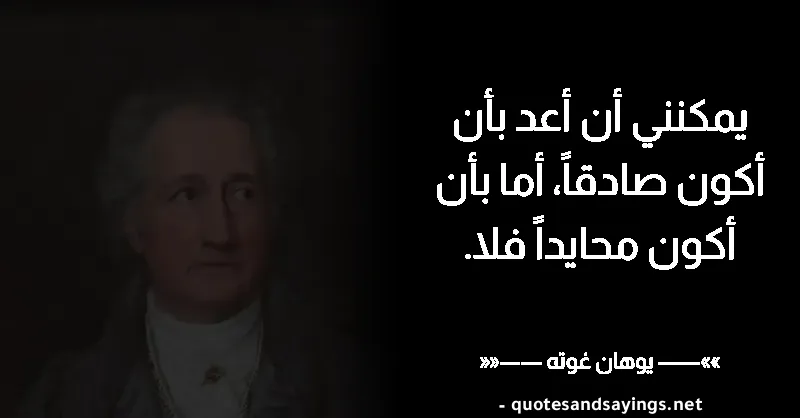 يمكنني أن أعد بأن
أكون صادقاً، أما بأن
أكون محايداً فلا.
»»—— يوهان غوته ——««
- quotesandsayings.net